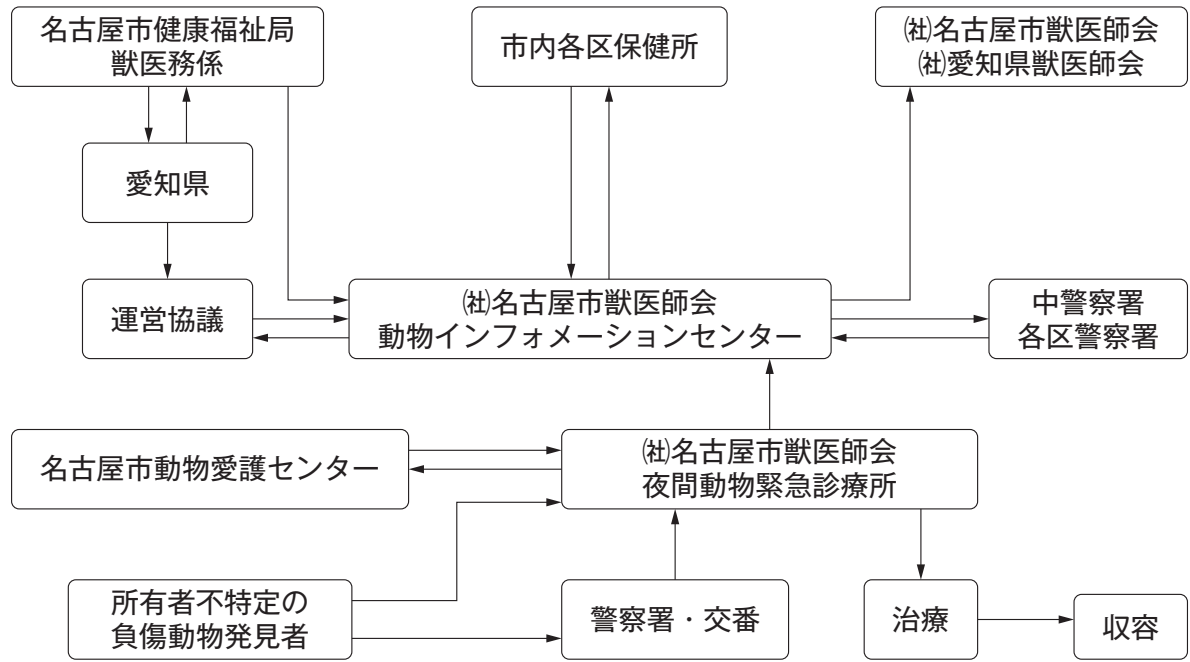 名古屋市健康福祉局
獣医務係
市内各区保健所
㈳名古屋市獣医師会
㈳愛知県獣医師会
愛知県
運営協議
㈳名古屋市獣医師会
動物インフォメーションセンター
中警察署
各区警察署
名古屋市動物愛護センター
㈳名古屋市獣医師会
夜間動物緊急診療所
所有者不特定の
負傷動物発見者
警察署・交番
治療
収容